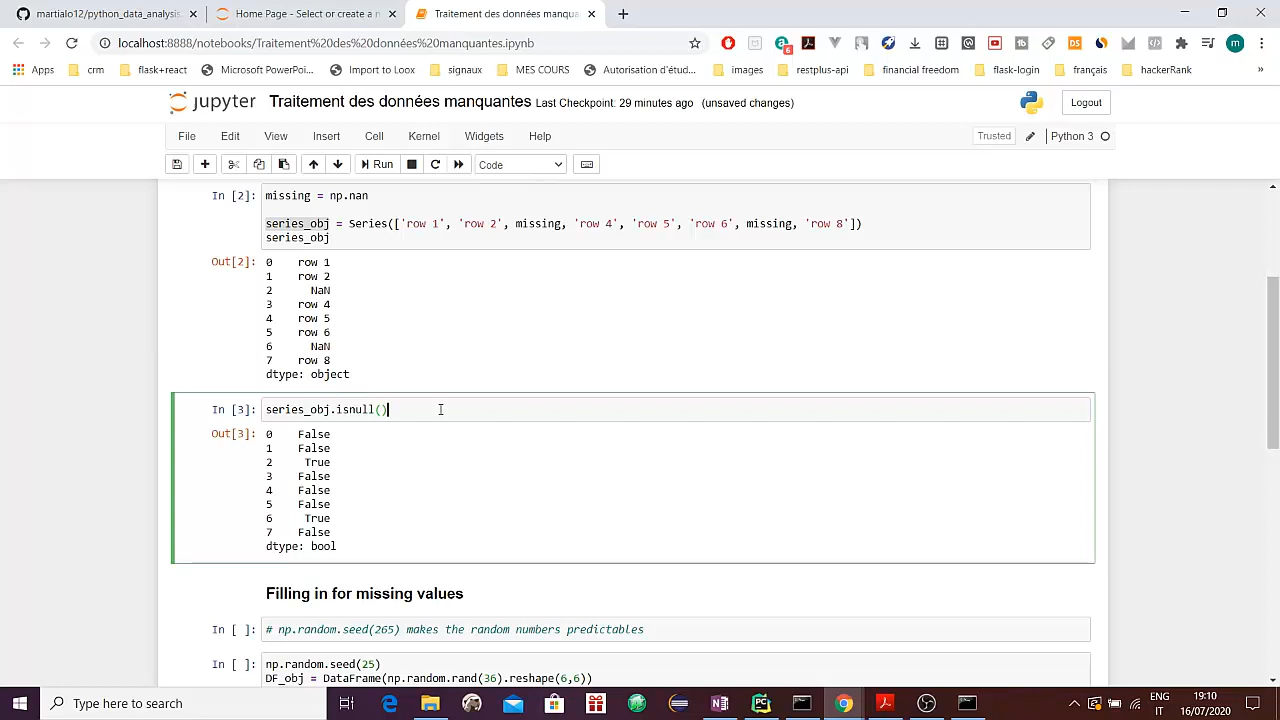 martialo12/python_data_analysis
Home Page - Select or create a n
Traitement des données manquan
localhost:8888/notebooks/Traitement%20des%20données%20manquantes.ipynb
Apps
crm
flask+react
Microsoft PowerPoi...
Import to Loox
signaux
MES COURS
Autorisation d'étud...
images
restplus-api
financial freedom
flask-login
français
hackerRank
»
jupyter
Traitement des données manquantes Last Checkpoint: 29 minutes ago (unsaved changes)
Logout
File Edit View Insert Cell Kernel Widgets Help
Trusted
Python 3
Run
Code
In [2]: missing = np.nan
series_obj = Series(['row 1', 'row 2', missing, 'row 4', 'row 5', 'row 6', missing, 'row 8'])
series_obj
Out[2]: 0 row 1
1 row 2
2 NaN
3 row 4
4 row 5
5 row 6
6 NaN
7 row 8
dtype: object
In [3]: series_obj.isnull()
Out[3]: 0 False
1 False
2 True
3 False
4 False
5 False
6 True
7 False
dtype: bool
Filling in for missing values
In [ ]: # np.random.seed(265) makes the random numbers predictables
In [ ]: np.random.seed(25)
DF_obj = DataFrame(np.random.rand(36).reshape(6,6))
Type here to search
ENG
IT
19:10
16/07/2020